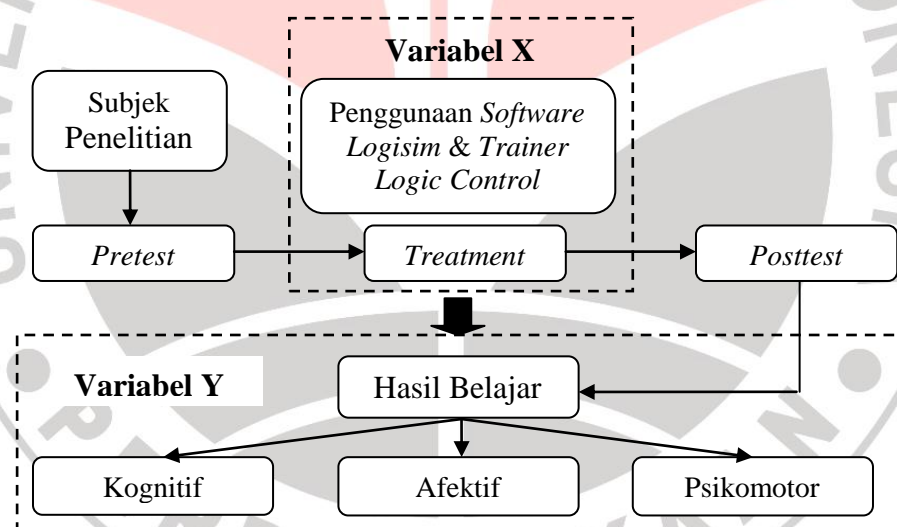 Variabel X
Subjek
Penelitian
Penggunaan Software
Logisim & Trainer
Logic Control
Pretest
Treatment
Posttest
Variabel Y
Hasil Belajar
Kognitif
Afektif
Psikomotor